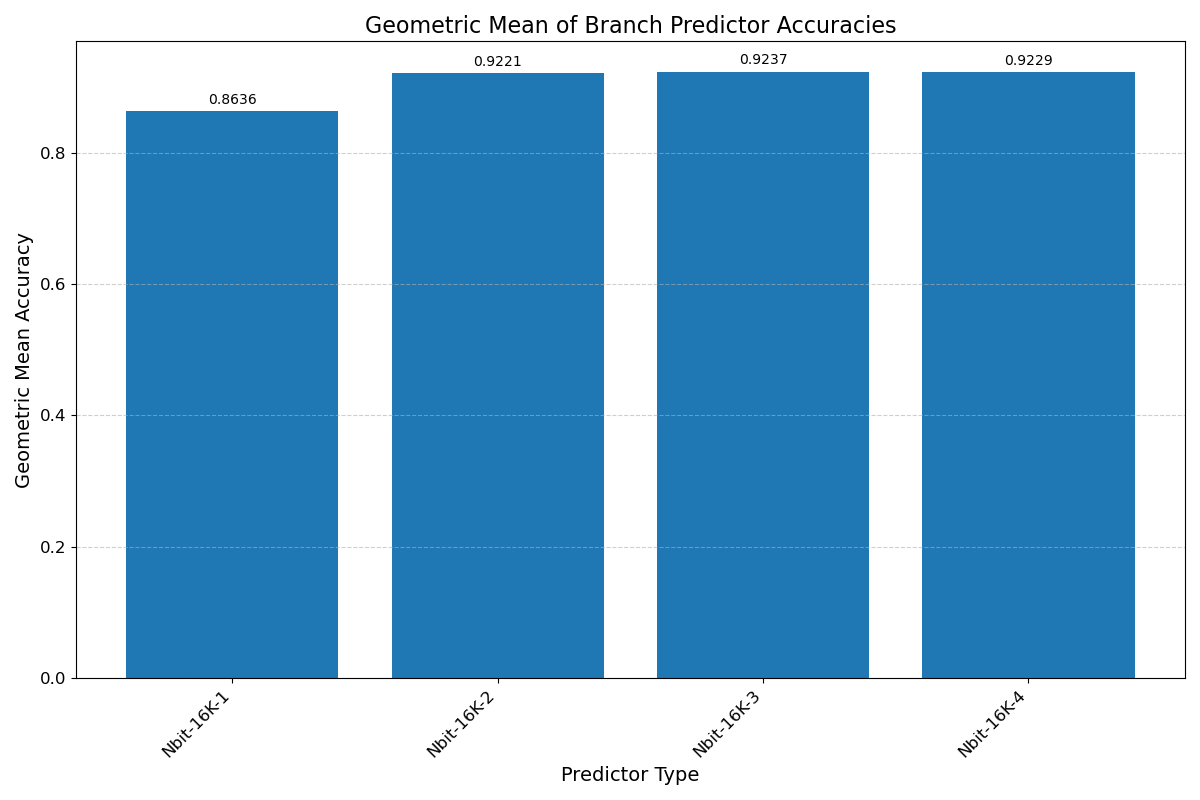 Geometric Mean of Branch Predictor Accuracies
0.8636
0.9221
0.9237
0.9229
Geometric Mean Accuracy
0.8
0.6
0.4
0.2
0.0
Nbit-16K-1
Nbit-16K-2
Nbit-16K-3
Nbit-16K-4
Predictor Type